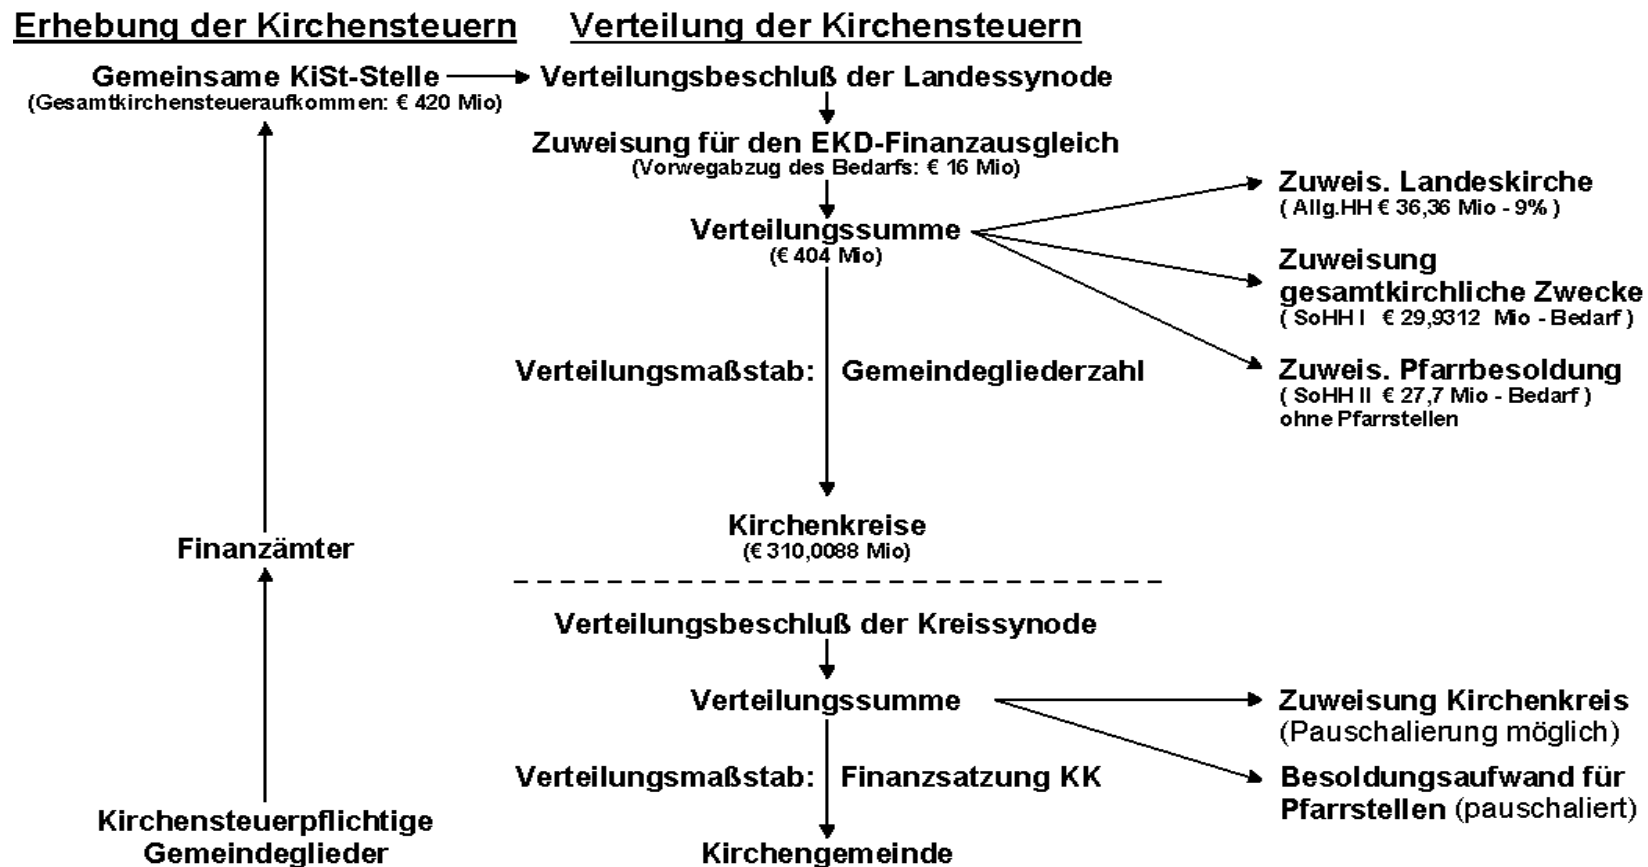 Erhebung der Kirchensteuern
Verteilung der Kirchensteuern
Gemeinsame KiSt-Stelle
(Gesamtkirchensteueraufkommen: € 420 Mio)
Verteilungsbeschluß der Landessynode
Zuweisung für den EKD-Finanzausgleich
(Vorwegabzug des Bedarfs: € 16 Mio)
Verteilungssumme
(€ 404 Mio)
Zuweis. Landeskirche
( Allg.HH € 36,36 Mio - 9% )
Zuweisung
gesamtkirchliche Zwecke
( SoHH I € 29,9312 Mio - Bedarf )
Zuweis. Pfarrbesoldung
( SoHH II € 27,7 Mio - Bedarf )
ohne Pfarrstellen
Verteilungsmaßstab: Gemeindegliederzahl
Kirchenkreise
(€ 310,0088 Mio)
Finanzämter
Verteilungsbeschluß der Kreissynode
Verteilungssumme
Zuweisung Kirchenkreis
(Pauschalierung möglich)
Verteilungsmaßstab: Finanzsatzung KK
Besoldungsaufwand für
Pfarrstellen (pauschaliert)
Kirchensteuerpflichtige
Gemeindeglieder
Kirchengemeinde